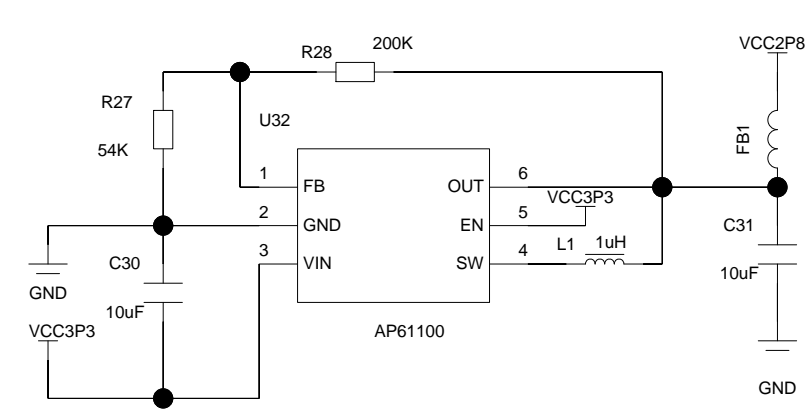 R28
200K
VCC2P8
R27
54K
U32
FB1
1
FB
OUT
6
2
GND
EN
5
VCC3P3
3
VIN
SW
4
L1
1uH
C31
10uF
GND
C30
10uF
VCC3P3
AP61100
GND